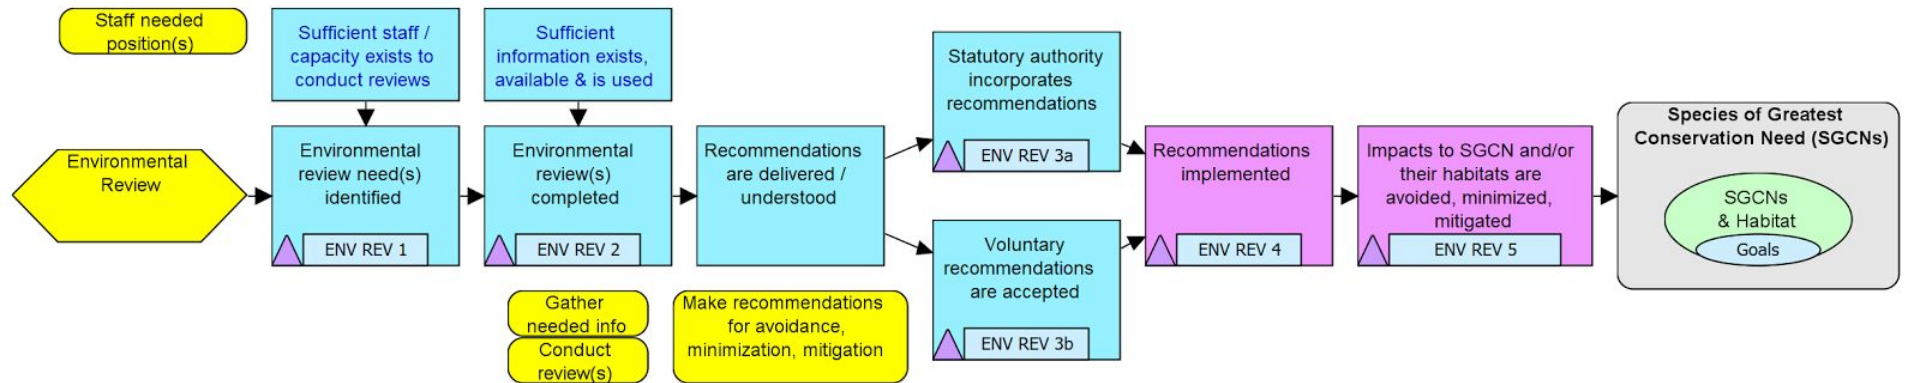 Staff needed
position(s)
Sufficient staff /
capacity exists to
conduct reviews
Sufficient
information exists,
available & is used
Environmental
Review
Environmental
review need(s)
identified
ENV REV 1
Environmental
review(s)
completed
ENV REV 2
Recommendations
are delivered /
understood
Statutory authority
incorporates
recommendations
ENV REV 3a
Voluntary
recommendations
are accepted
ENV REV 3b
Recommendations
implemented
ENV REV 4
Impacts to SGCN and/or
their habitats are
avoided, minimized,
mitigated
ENV REV 5
Species of Greatest
Conservation Need (SGCNs)
SGCNs
& Habitat
Goals
Gather
needed info
Conduct
review(s)
Make recommendations
for avoidance,
minimization, mitigation